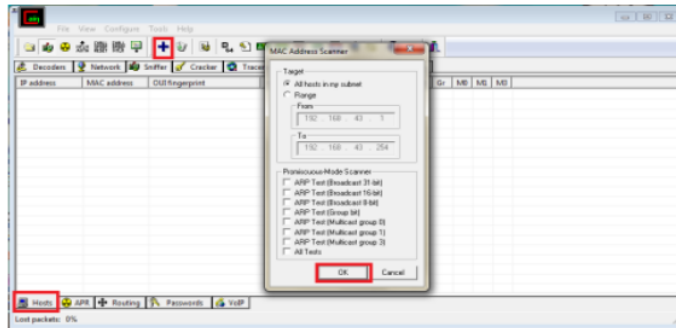 File View Configure Tools Help
MAC Address Scanner
Decoders Network Sniffer Cracker
IP address MAC address OUI fingerprint Gr M0 M1 M3
Target
All hosts in my subnet
Range
From
192 . 168 . 43 . 1
To
192 . 168 . 43 . 254
Promiscuous-Mode Scanner
ARP Test (Broadcast 31-bit)
ARP Test (Broadcast 16-bit)
ARP Test (Broadcast 8-bit)
ARP Test (Group bit)
ARP Test (Multicast group 0)
ARP Test (Multicast group 1)
ARP Test (Multicast group 3)
All Tests
OK Cancel
Hosts APR Routing Passwords VoIP
Lost packets: 0%